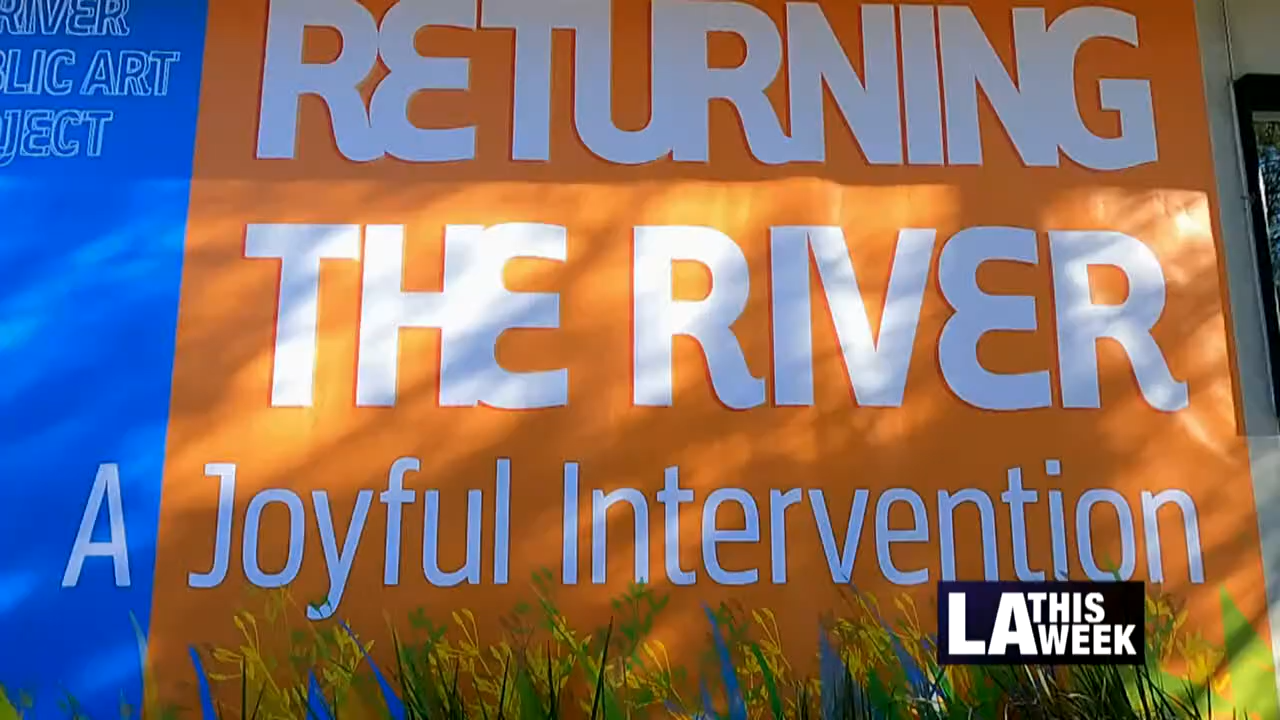 RIVER
BLIC ART
JECT
RETURNING
THE RIVER
A Joyful Intervention
LA THIS
WEEK